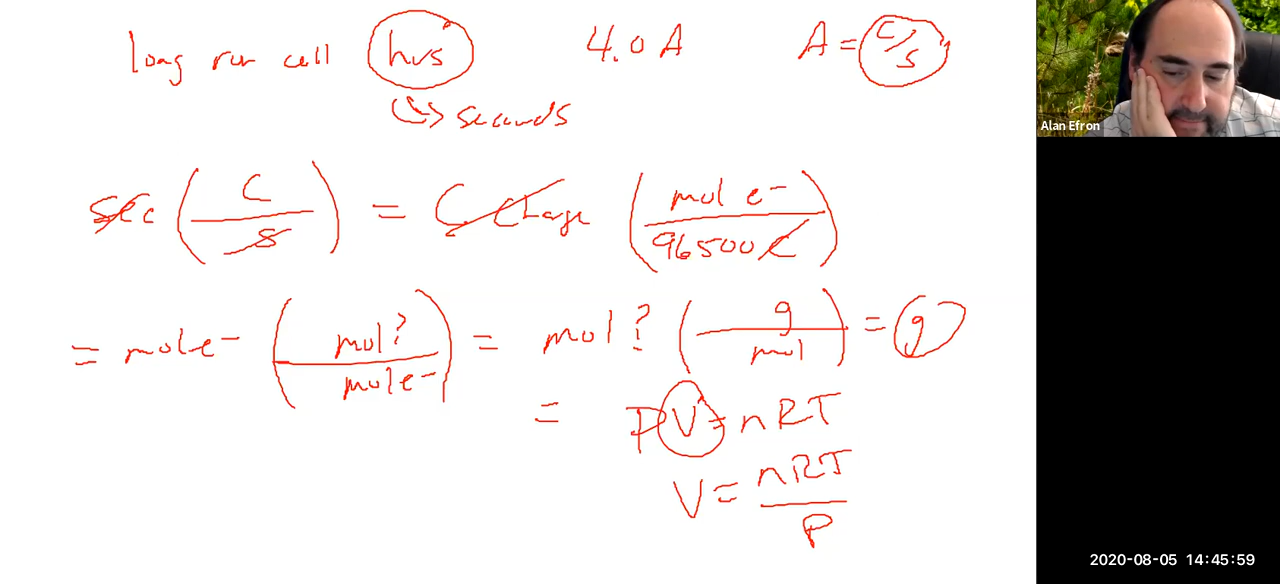 long run cell hrs 4.0 A A = C/s
↳ seconds
sec (C/s) = C charge (mol e-/96500 C)
= mol e- (mol?/mol e-) = mol? (g/mol) = g
= PV = nRT
V = nRT/P
Alan Efron
2020-08-05 14:45:59